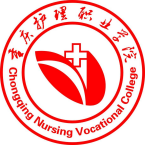 重庆护理职业学院
Chongqing Nursing Vocational College